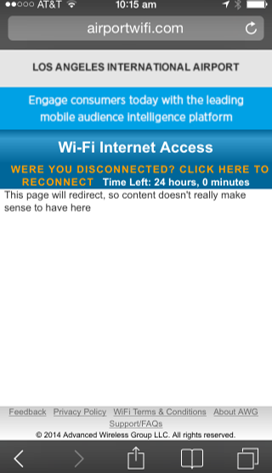 AT&T 10:15 am
airportwifi.com
LOS ANGELES INTERNATIONAL AIRPORT
Engage consumers today with the leading
mobile audience intelligence platform
Wi-Fi Internet Access
WERE YOU DISCONNECTED? CLICK HERE TO
RECONNECT Time Left: 24 hours, 0 minutes
This page will redirect, so content doesn't really make
sense to have here
Feedback Privacy Policy WiFi Terms & Conditions About AWG
Support/FAQs
© 2014 Advanced Wireless Group LLC. All rights reserved.